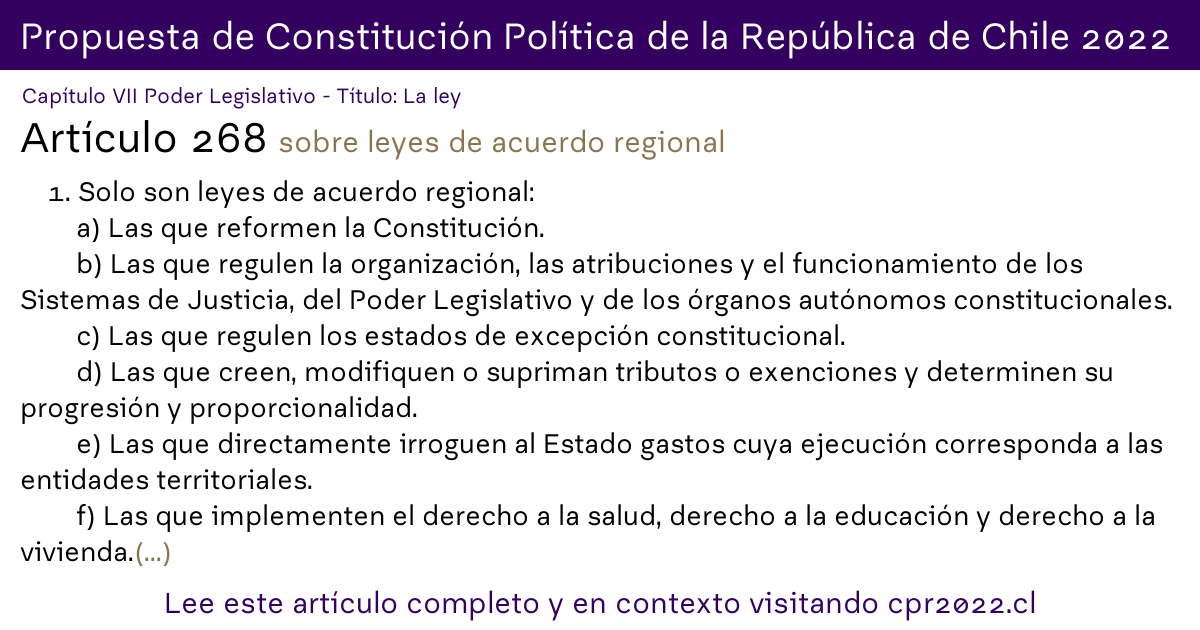 Propuesta de Constitución Política de la República de Chile 2022
Capítulo VII Poder Legislativo - Título: La ley
Artículo 268 sobre leyes de acuerdo regional
1. Solo son leyes de acuerdo regional:
a) Las que reformen la Constitución.
b) Las que regulen la organización, las atribuciones y el funcionamiento de los
Sistemas de Justicia, del Poder Legislativo y de los órganos autónomos constitucionales.
c) Las que regulen los estados de excepción constitucional.
d) Las que creen, modifiquen o supriman tributos o exenciones y determinen su
progresión y proporcionalidad.
e) Las que directamente irroguen al Estado gastos cuya ejecución corresponda a las
entidades territoriales.
f) Las que implementen el derecho a la salud, derecho a la educación y derecho a la
vivienda.(...)
Lee este artículo completo y en contexto visitando cpr2022.cl